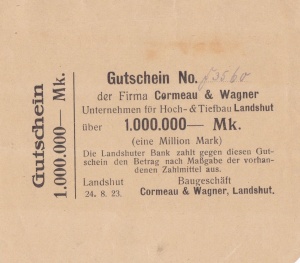 Gutschein
1.000.000— Mk.
Gutschein No. 13560
der Firma Cormeau & Wagner
Unternehmen für Hoch- & Tiefbau Landshut
über 1.000.000— Mk.
(eine Million Mark)
Die Landshuter Bank zahlt gegen diesen Gut-
schein den Betrag nach Maßgabe der vorhan-
denen Zahlmittel aus.
Landshut Baugeschäft
24. 8. 23. Cormeau & Wagner, Landshut.